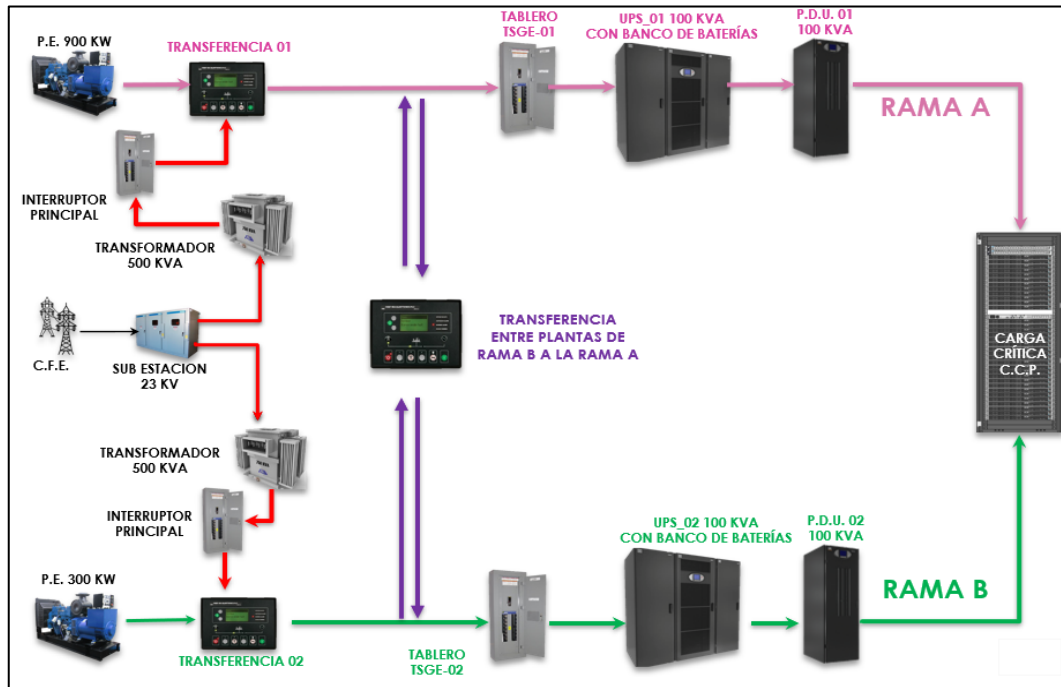 P.E. 900 KW
TRANSFERENCIA 01
TABLERO
TSGE-01
UPS_01 100 KVA
CON BANCO DE BATERÍAS
P.D.U. 01
100 KVA
RAMA A
INTERRUPTOR
PRINCIPAL
TRANSFORMADOR
500 KVA
C.F.E.
SUB ESTACION
23 KV
TRANSFERENCIA
ENTRE PLANTAS DE
RAMA B A LA RAMA A
CARGA
CRÍTICA
C.C.P.
TRANSFORMADOR
500 KVA
INTERRUPTOR
PRINCIPAL
P.E. 300 KW
TRANSFERENCIA 02
TABLERO
TSGE-02
UPS_02 100 KVA
CON BANCO DE BATERÍAS
P.D.U. 02
100 KVA
RAMA B